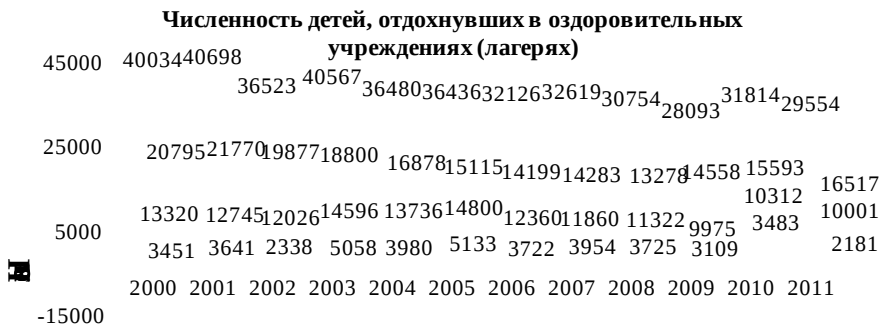 Численность детей, отдохнувших в оздоровительных
учреждениях (лагерях)
45000
40034 40698 36523 40567 36480 36436 32126 32619 30754 28093 31814 29554
25000
20795 21770 19877 18800 16878 15115 14199 14283 13278 14558 15593 16517
13320 12745 12026 14596 13736 14800 12360 11860 11322 9975 10312 10001
5000
3451 3641 2338 5058 3980 5133 3722 3954 3725 3109 3483 2181
2000 2001 2002 2003 2004 2005 2006 2007 2008 2009 2010 2011
-15000